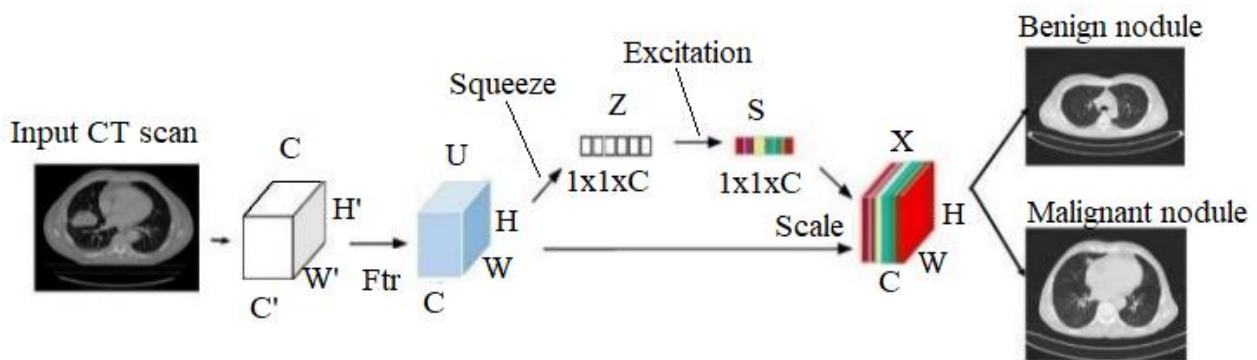 Input CT scan
C
H'
W'
C'
Ftr
U
H
W
C
Squeeze
Z
1x1xC
Excitation
S
1x1xC
Scale
X
H
W
C
Benign nodule
Malignant nodule